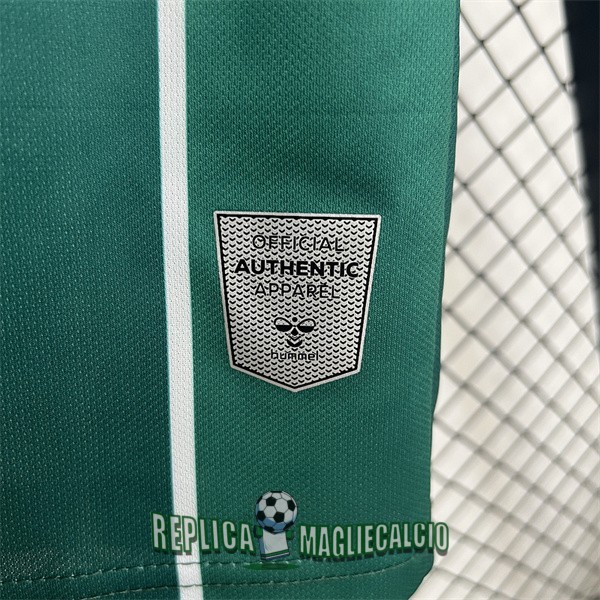 OFFICIAL
AUTHENTIC
APPAREL
hummel
REPLICA MAGLIECALCIO